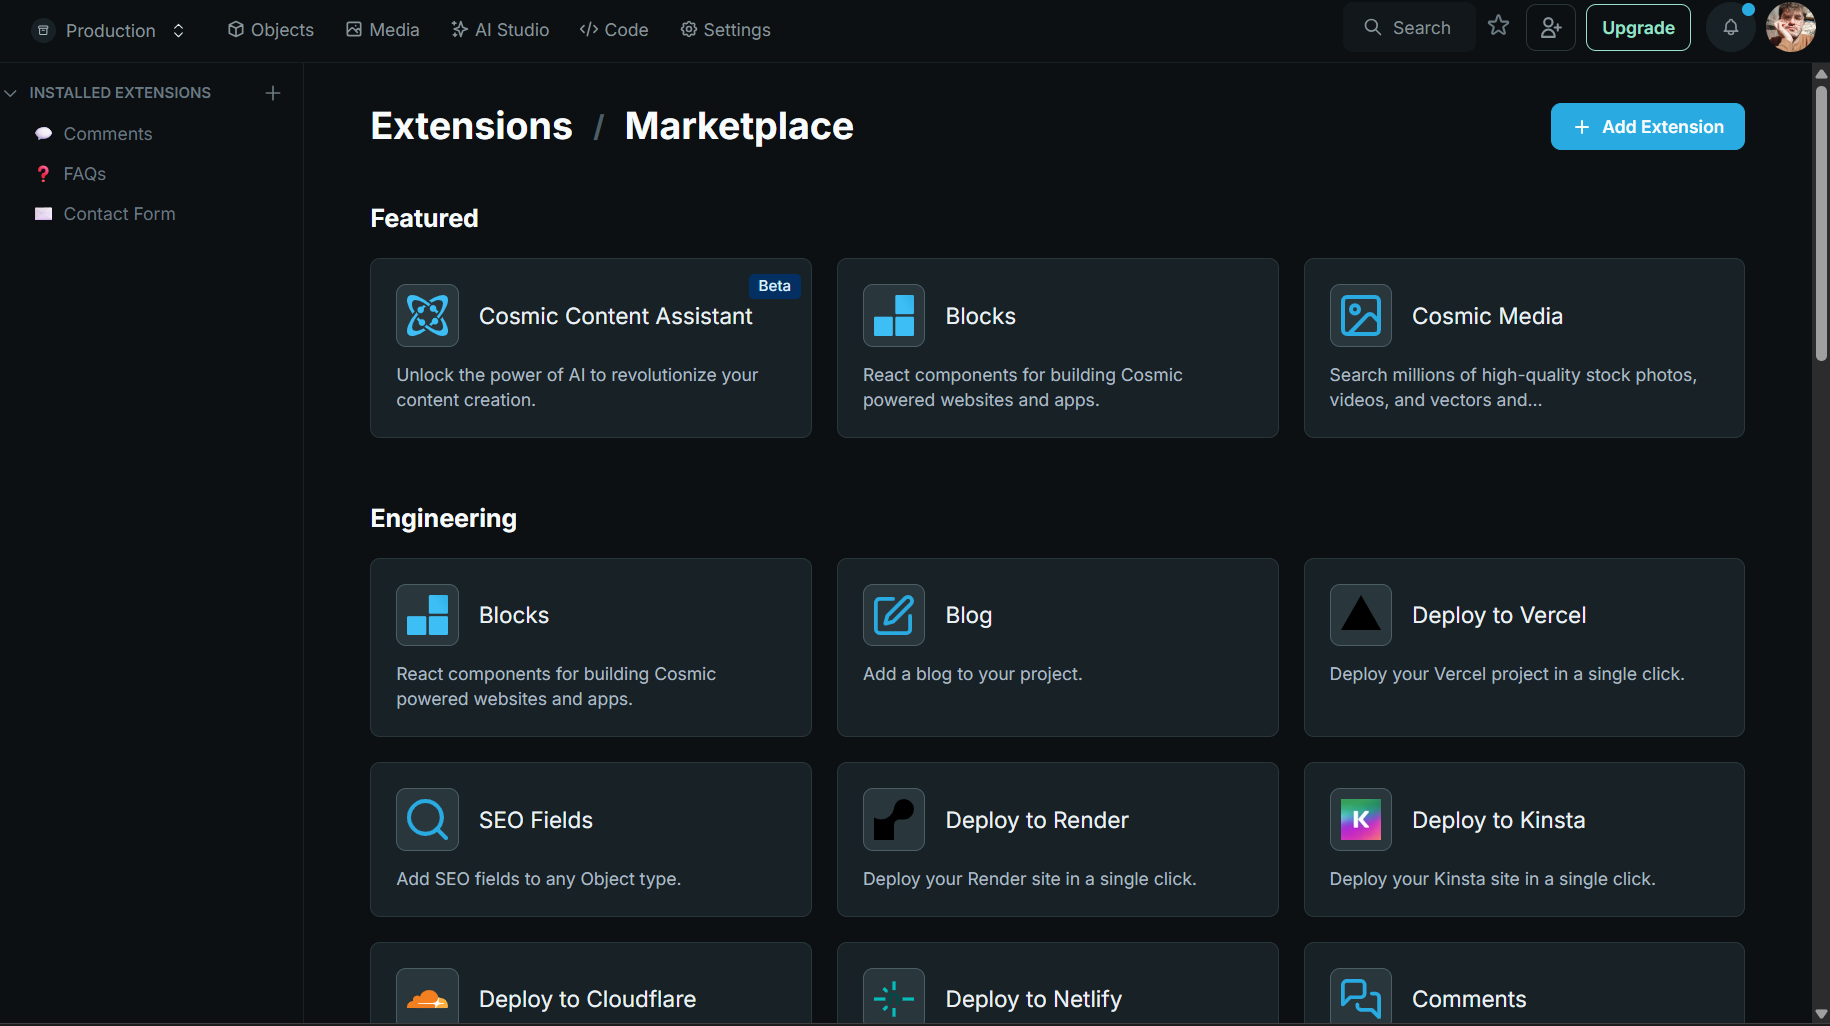 Production
Objects
Media
AI Studio
Code
Settings
Search
Upgrade
INSTALLED EXTENSIONS
Comments
FAQs
Contact Form
Extensions / Marketplace
Add Extension
Featured
Beta
Cosmic Content Assistant
Unlock the power of AI to revolutionize your
content creation.
Blocks
React components for building Cosmic
powered websites and apps.
Cosmic Media
Search millions of high-quality stock photos,
videos, and vectors and...
Engineering
Blocks
React components for building Cosmic
powered websites and apps.
Blog
Add a blog to your project.
Deploy to Vercel
Deploy your Vercel project in a single click.
SEO Fields
Add SEO fields to any Object type.
Deploy to Render
Deploy your Render site in a single click.
K
Deploy to Kinsta
Deploy your Kinsta site in a single click.
Deploy to Cloudflare
Deploy to Netlify
Comments